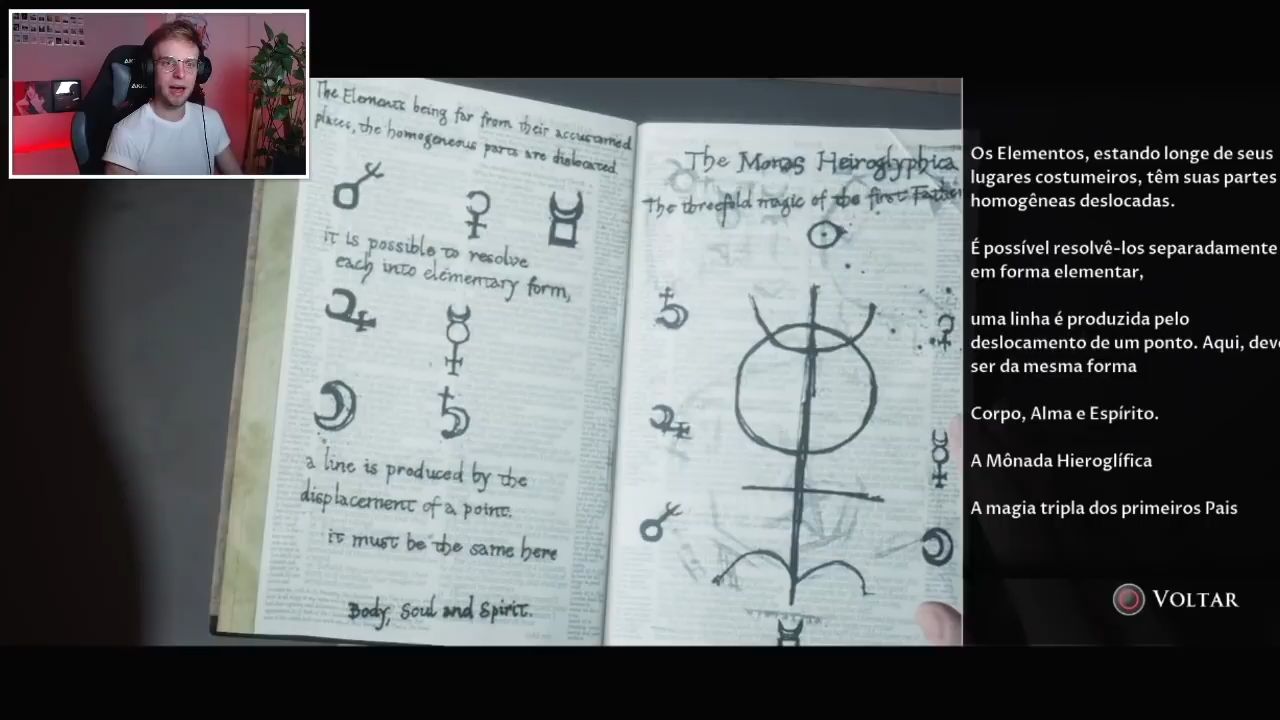 The Elements being far from their accustomed
places, the homogeneous parts are dislocated
it is possible to resolve
each into elementary form,
a line is produced by the
displacement of a point.
it must be the same here
Body, Soul and Spirit.
The Monas Heiroglyphica
The threefold magic of the first Father
Os Elementos, estando longe de seus
lugares costumeiros, têm suas partes
homogêneas deslocadas.
É possível resolvê-los separadamente
em forma elementar,
uma linha é produzida pelo
deslocamento de um ponto. Aqui, deve
ser da mesma forma
Corpo, Alma e Espírito.
A Mônada Hieroglífica
A magia tripla dos primeiros Pais
VOLTAR